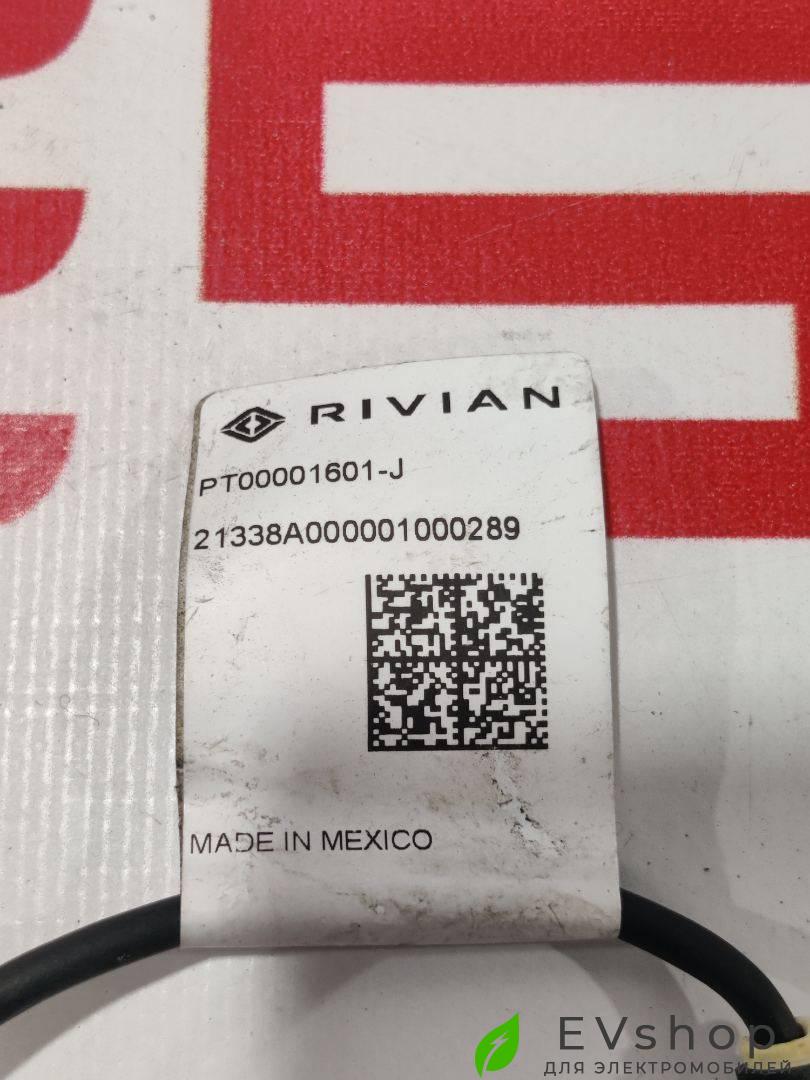 RIVIAN
PT00001601-J
21338A000001000289
MADE IN MEXICO
EVshop
ДЛЯ ЭЛЕКТРОМОБИЛЕЙ